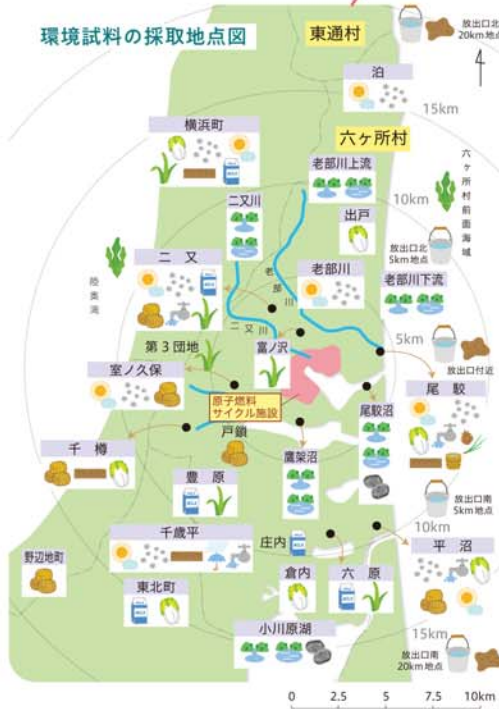 環境試料の採取地点図
東通村
放出口北
20km地点
泊
15km
横浜町
六ヶ所村
老部川上流
六ヶ所村前面海域
10km
二又川
出戸
放出口北
5km地点
二又
老部川
老部川
老部川下流
陸奥湾
二又川
5km
第3団地
富ノ沢
放出口付近
室ノ久保
原子燃料
サイクル施設
尾駮沼
尾駮
戸鎖
千樽
鷹架沼
豊原
放出口南
5km地点
10km
千歳平
庄内
平沼
野辺地町
東北町
倉内
六原
小川原湖
15km
放出口南
20km地点
0 2.5 5 7.5 10km
MILK
MILK
MILK
MILK
MILK
MILK